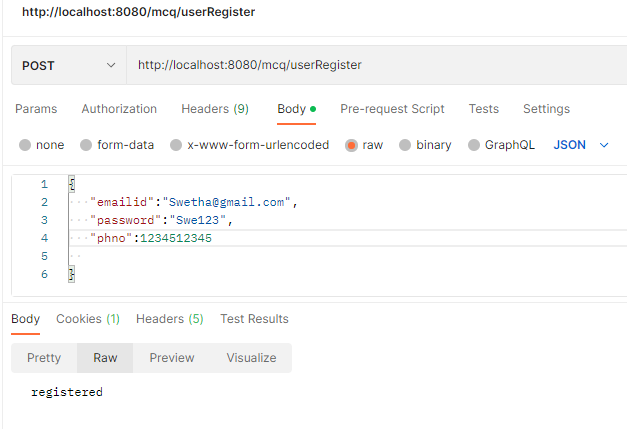 http://localhost:8080/mcq/userRegister
POST http://localhost:8080/mcq/userRegister
Params Authorization Headers (9) Body Pre-request Script Tests Settings
none form-data x-www-form-urlencoded raw binary GraphQL JSON
1 {
2 "emailid":"Swetha@gmail.com",
3 "password":"Swe123",
4 "phno":1234512345
5
6 }
Body Cookies (1) Headers (5) Test Results
Pretty Raw Preview Visualize
registered